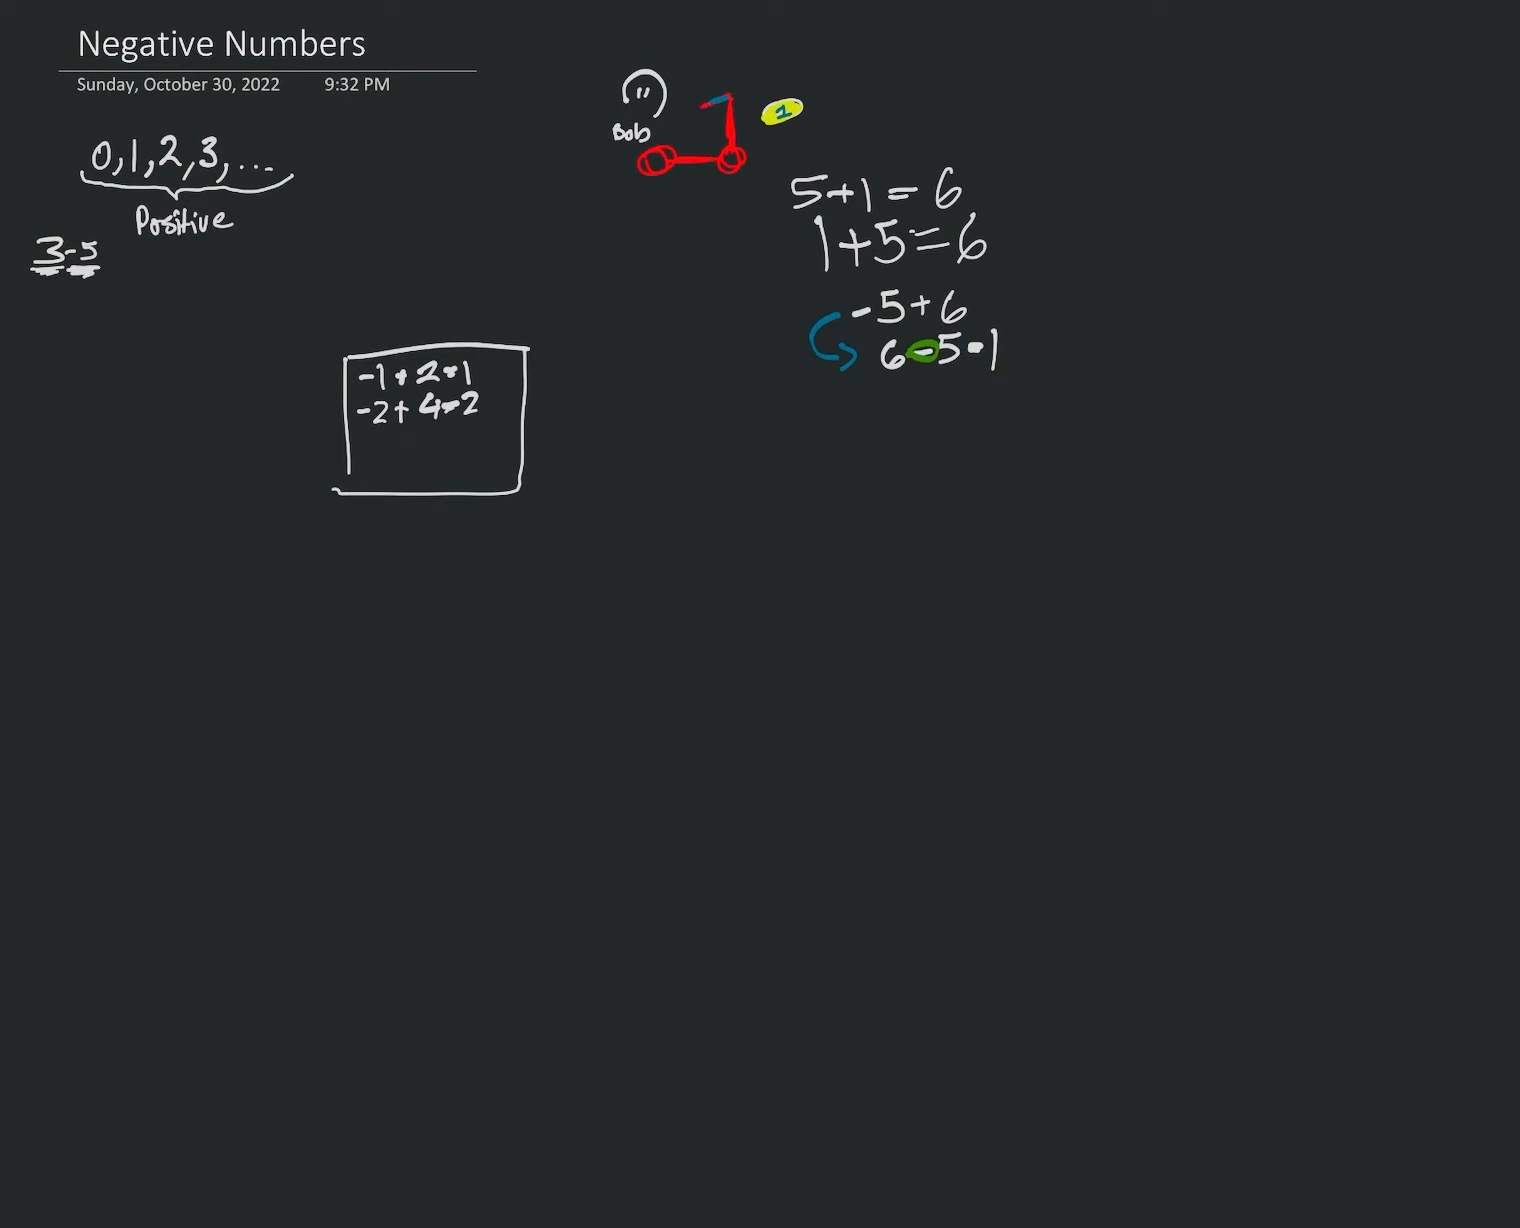 Negative Numbers
Sunday, October 30, 2022 9:32 PM
0,1,2,3,...
Positive
3-5
Bob
1
5+1=6
1+5=6
-5+6
6-5=1
-1+2=1
-2+4=2